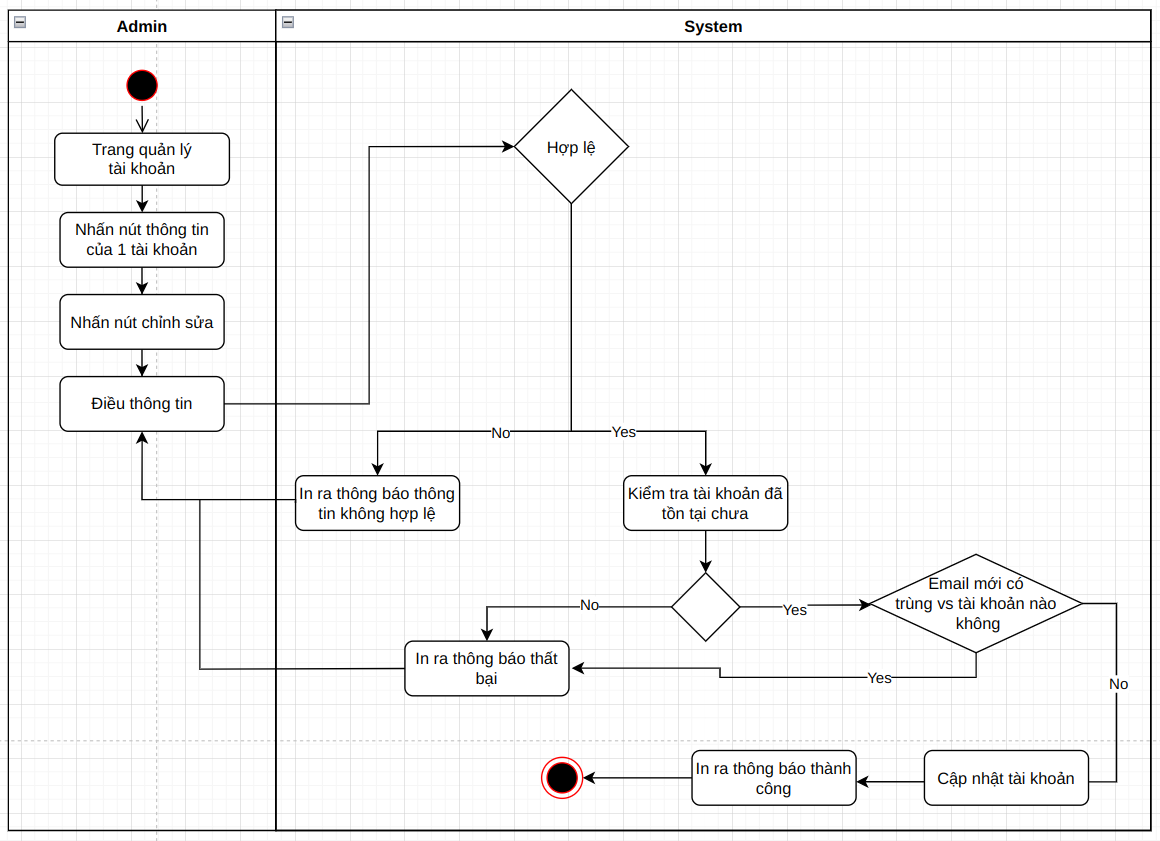 Admin
System
Trang quản lý
tài khoản
Nhấn nút thông tin
của 1 tài khoản
Nhấn nút chỉnh sửa
Điều thông tin
Hợp lệ
No
Yes
In ra thông báo thông
tin không hợp lệ
Kiểm tra tài khoản đã
tồn tại chưa
No
Yes
Email mới có
trùng vs tài khoản nào
không
In ra thông báo thất
bại
Yes
No
In ra thông báo thành
công
Cập nhật tài khoản